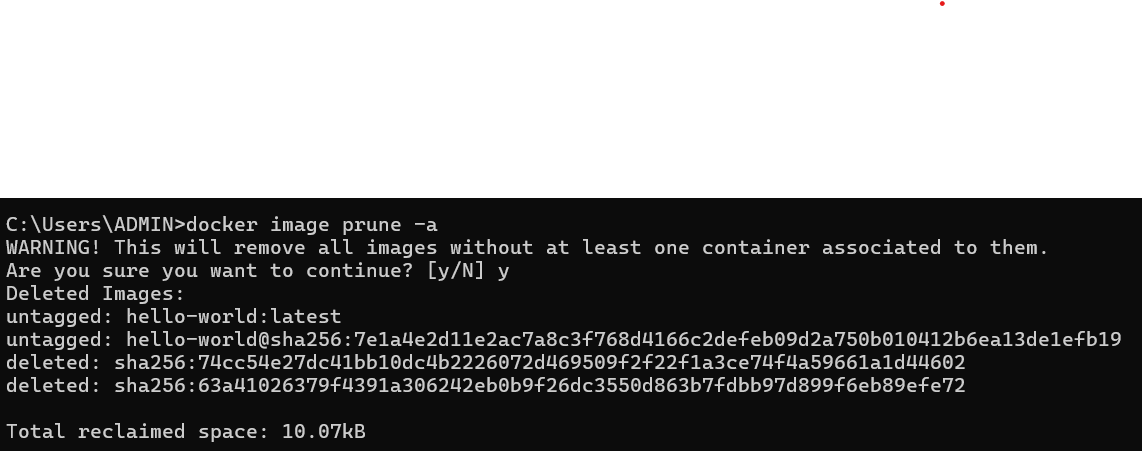 C:\Users\ADMIN>docker image prune -a
WARNING! This will remove all images without at least one container associated to them.
Are you sure you want to continue? [y/N] y
Deleted Images:
untagged: hello-world:latest
untagged: hello-world@sha256:7e1a4e2d11e2ac7a8c3f768d4166c2defeb09d2a750b010412b6ea13de1efb19
deleted: sha256:74cc54e27dc41bb10dc4b2226072d469509f2f22f1a3ce74f4a59661a1d44602
deleted: sha256:63a41026379f4391a306242eb0b9f26dc3550d863b7fdbb97d899f6eb89efe72
Total reclaimed space: 10.07kB